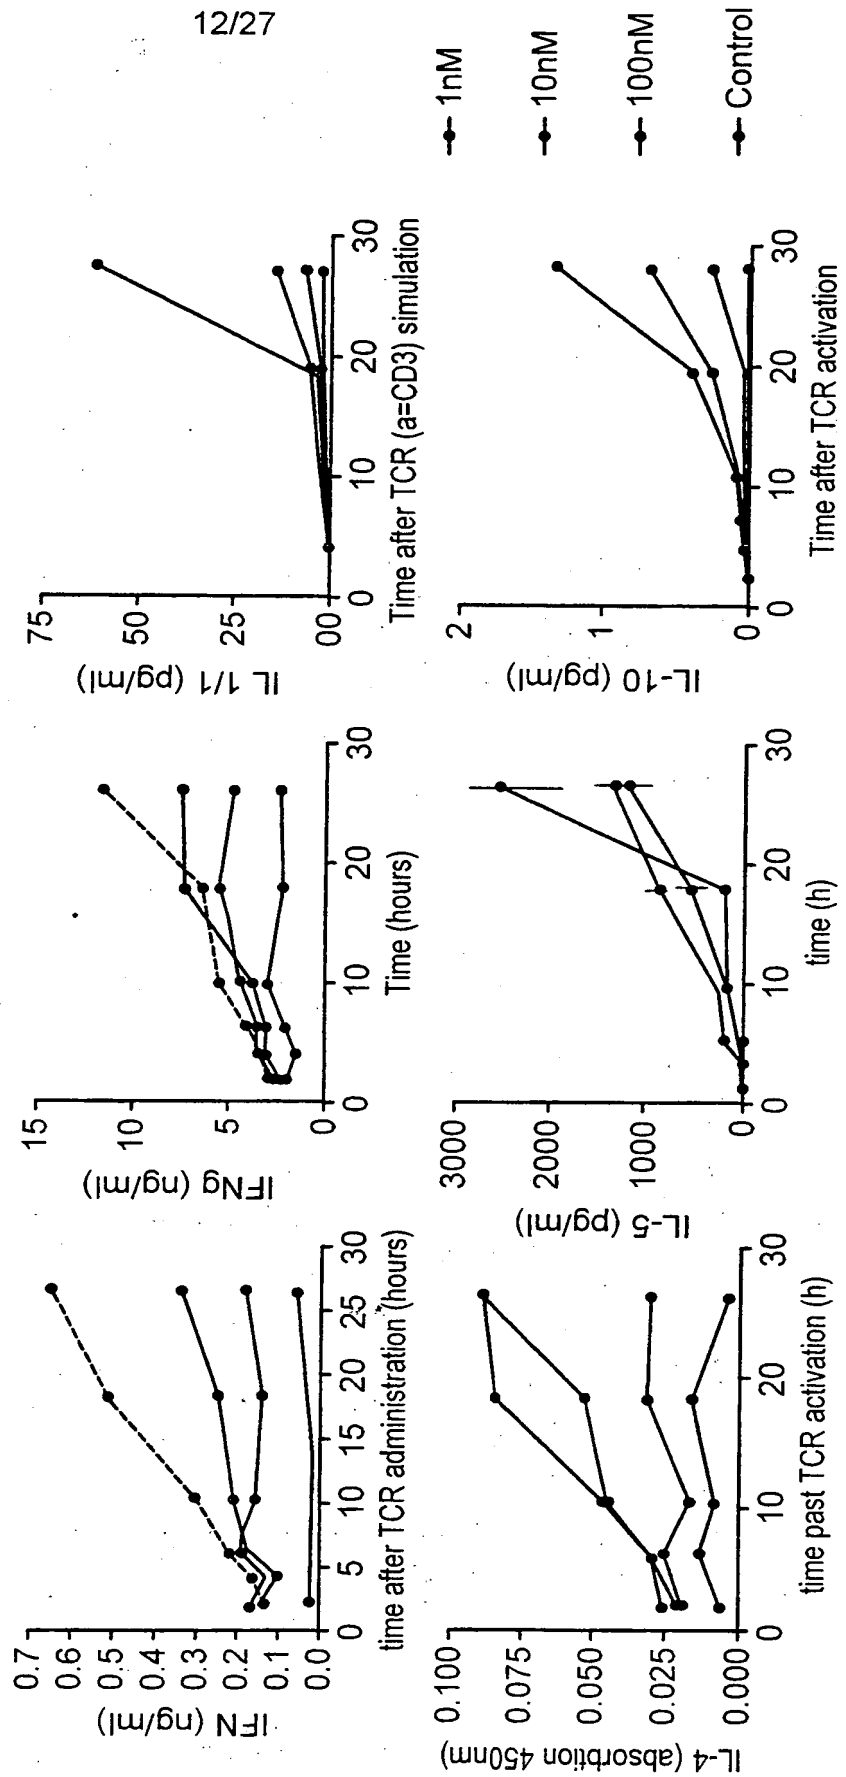 12/27
IFN (ng/ml)
0.7
0.6
0.5
0.4
0.3
0.2
0.1
0.0
0 5 10 15 20 25 30
time after TCR administration (hours)
IFNg (ng/ml)
15
10
5
0
0 10 20 30
Time (hours)
IL 1/1 (pg/ml)
75
50
25
00
0 10 20 30
Time after TCR (a=CD3) simulation
IL-4 (absorbtion 450nm)
0.100
0.075
0.050
0.025
0.000
0 10 20 30
time past TCR activation (h)
IL-5 (pg/ml)
3000
2000
1000
0
0 10 20 30
time (h)
IL-10 (pg/ml)
2
1
0
0 10 20 30
Time after TCR activation
1nM
10nM
100nM
Control